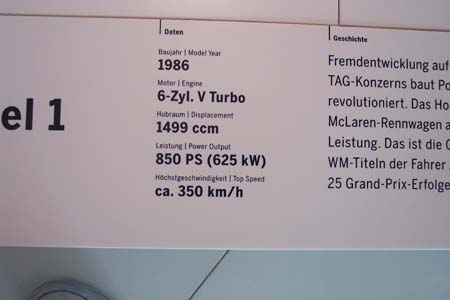 el 1
Daten
Baujahr | Model Year
1986
Motor | Engine
6-Zyl. V Turbo
Hubraum | Displacement
1499 ccm
Leistung | Power Output
850 PS (625 kW)
Höchstgeschwindigkeit | Top Speed
ca. 350 km/h
Geschichte
Fremdentwicklung auf
TAG-Konzerns baut Po
revolutioniert. Das Ho
McLaren-Rennwagen a
Leistung. Das ist die G
WM-Titeln der Fahrer
25 Grand-Prix-Erfolge